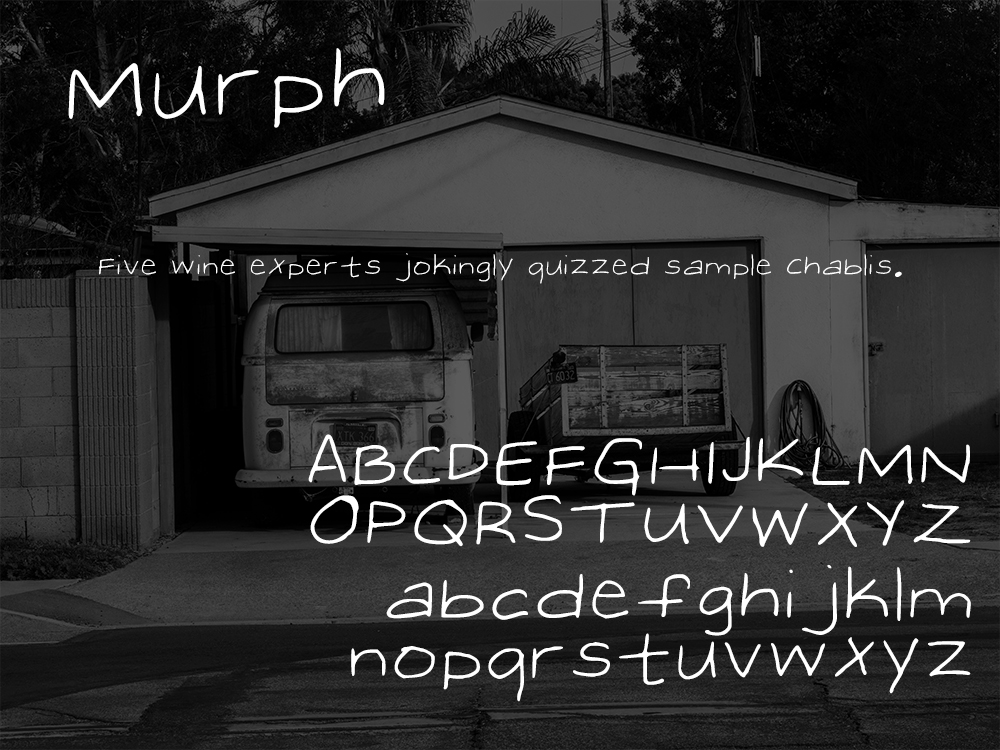 Murph
Five wine experts jokingly quizzed sample chablis.
ABCDEFGHIJKLMN
OPQRSTUVWXYZ
abcdefghijklm
nopqrstuvwxyz